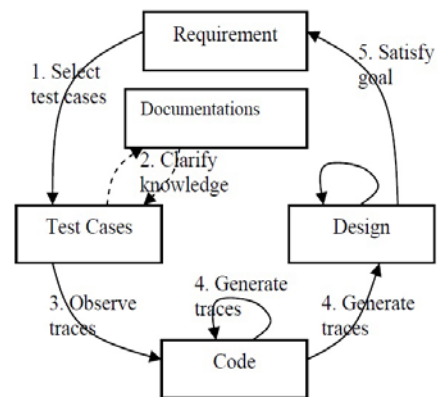 Requirement
1. Select
test cases
5. Satisfy
goal
Documentations
2. Clarify
knowledge
Test Cases
Design
3. Observe
traces
4. Generate
traces
4. Generate
traces
Code